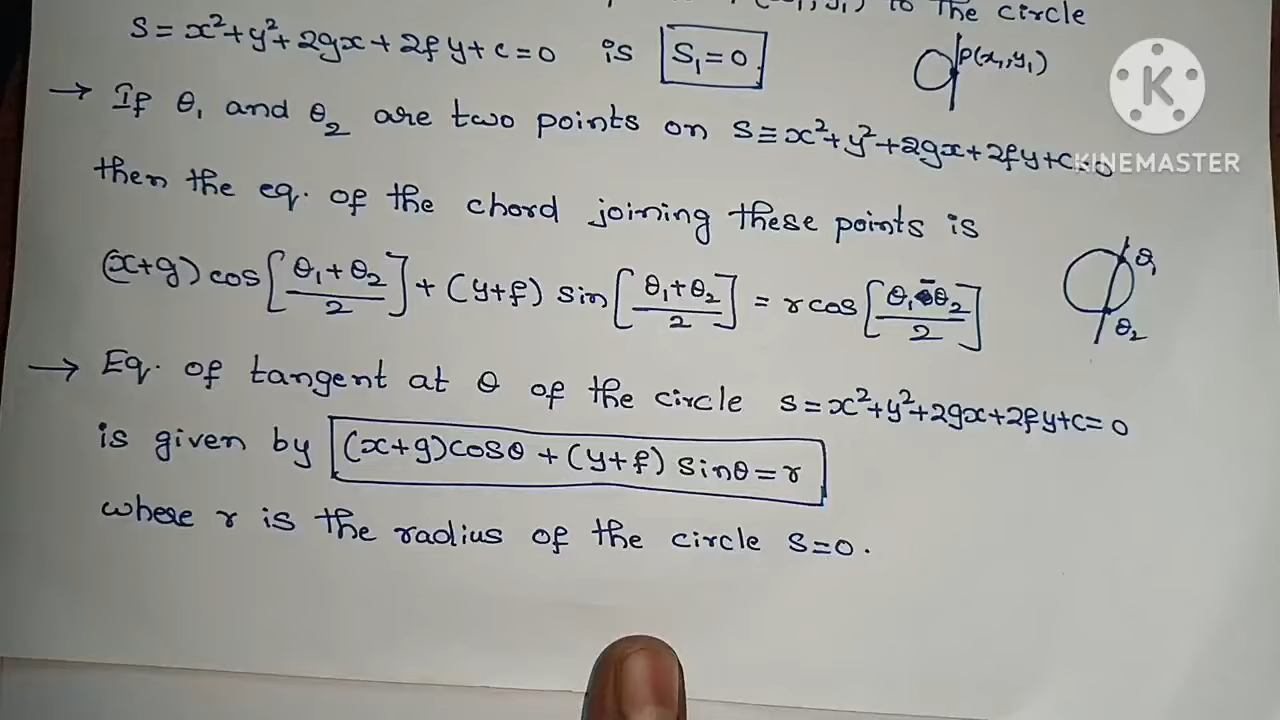 to the circle
S = x²+y²+2gx+2fy+c=0 is S₁=0
P(x₁,y₁)
K
KINEMASTER
→ If θ₁ and θ₂ are two points on S≡x²+y²+2gx+2fy+c=0
then the eq. of the chord joining these points is
(x+g) cos[θ₁+θ₂/2] + (y+f) sin[θ₁+θ₂/2] = r cos[θ₁-θ₂/2]
θ₁
θ₂
→ Eq. of tangent at θ of the circle S=x²+y²+2gx+2fy+c=0
is given by (x+g)cosθ+(y+f) sinθ=r
where r is the radius of the circle S=0.